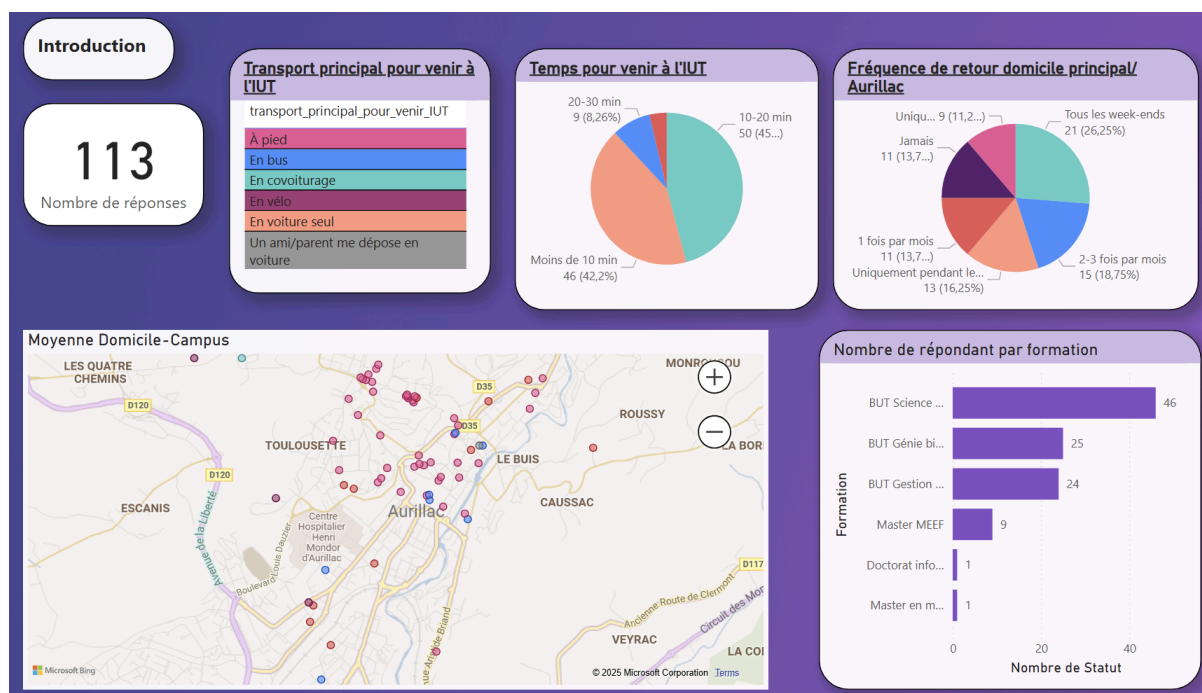 Introduction
113
Nombre de réponses
Transport principal pour venir à
l'IUT
transport_principal_pour_venir_IUT
À pied
En bus
En covoiturage
En vélo
En voiture seul
Un ami/parent me dépose en
voiture
Temps pour venir à l'IUT
20-30 min
9 (8,26%)
10-20 min
50 (45...)
Moins de 10 min
46 (42,2%)
Fréquence de retour domicile principal/
Aurillac
Uniqu... 9 (11,2...)
Tous les week-ends
21 (26,25%)
Jamais
11 (13,7...)
1 fois par mois
11 (13,7...)
Uniquement pendant le...
13 (16,25%)
2-3 fois par mois
15 (18,75%)
Moyenne Domicile-Campus
LES QUATRE
CHEMINS
D120
D120
ESCANIS
Avenue de la Liberté
TOULOUSETTE
Centre
Hospitalier
Henri
Mondor
d'Aurillac
Boulevard Louis Dauzier
Aurillac
D35
D35
LE BUIS
CAUSSAC
ROUSSY
D117
Ancienne Route de Clermont
Circuit des Mon
VEYRAC
LA COI
ue Aristide Briand
Microsoft Bing
© 2025 Microsoft Corporation
Terms
Nombre de répondant par formation
Formation
BUT Science ...
46
BUT Génie bi...
25
BUT Gestion ...
24
Master MEEF
9
Doctorat info...
1
Master en m...
1
0
20
40
Nombre de Statut